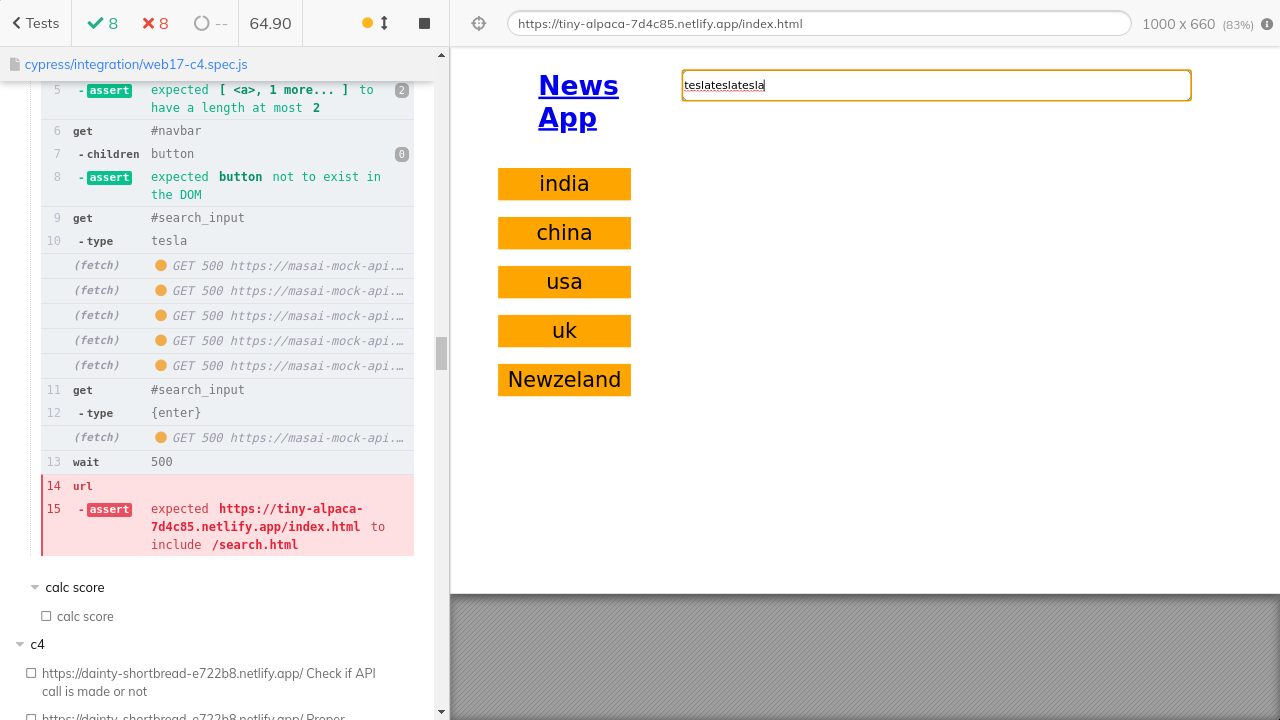 Tests 8 8 -- 64.90
cypress/integration/web17-c4.spec.js
5 -assert expected [ <a>, 1 more... ] to 2
have a length at most 2
6 get #navbar
7 -children button 0
8 -assert expected button not to exist in
the DOM
9 get #search_input
10 -type tesla
(fetch) GET 500 https://masai-mock-api.…
(fetch) GET 500 https://masai-mock-api.…
(fetch) GET 500 https://masai-mock-api.…
(fetch) GET 500 https://masai-mock-api.…
(fetch) GET 500 https://masai-mock-api.…
11 get #search_input
12 -type {enter}
(fetch) GET 500 https://masai-mock-api.…
13 wait 500
14 url
15 -assert expected https://tiny-alpaca-
7d4c85.netlify.app/index.html to
include /search.html
calc score
calc score
c4
https://dainty-shortbread-e722b8.netlify.app/ Check if API
call is made or not
https://dainty-shortbread-e722b8.netlify.app/ Proper
https://tiny-alpaca-7d4c85.netlify.app/index.html 1000 x 660 (83%)
News
App
teslateslatesla
india
china
usa
uk
Newzeland